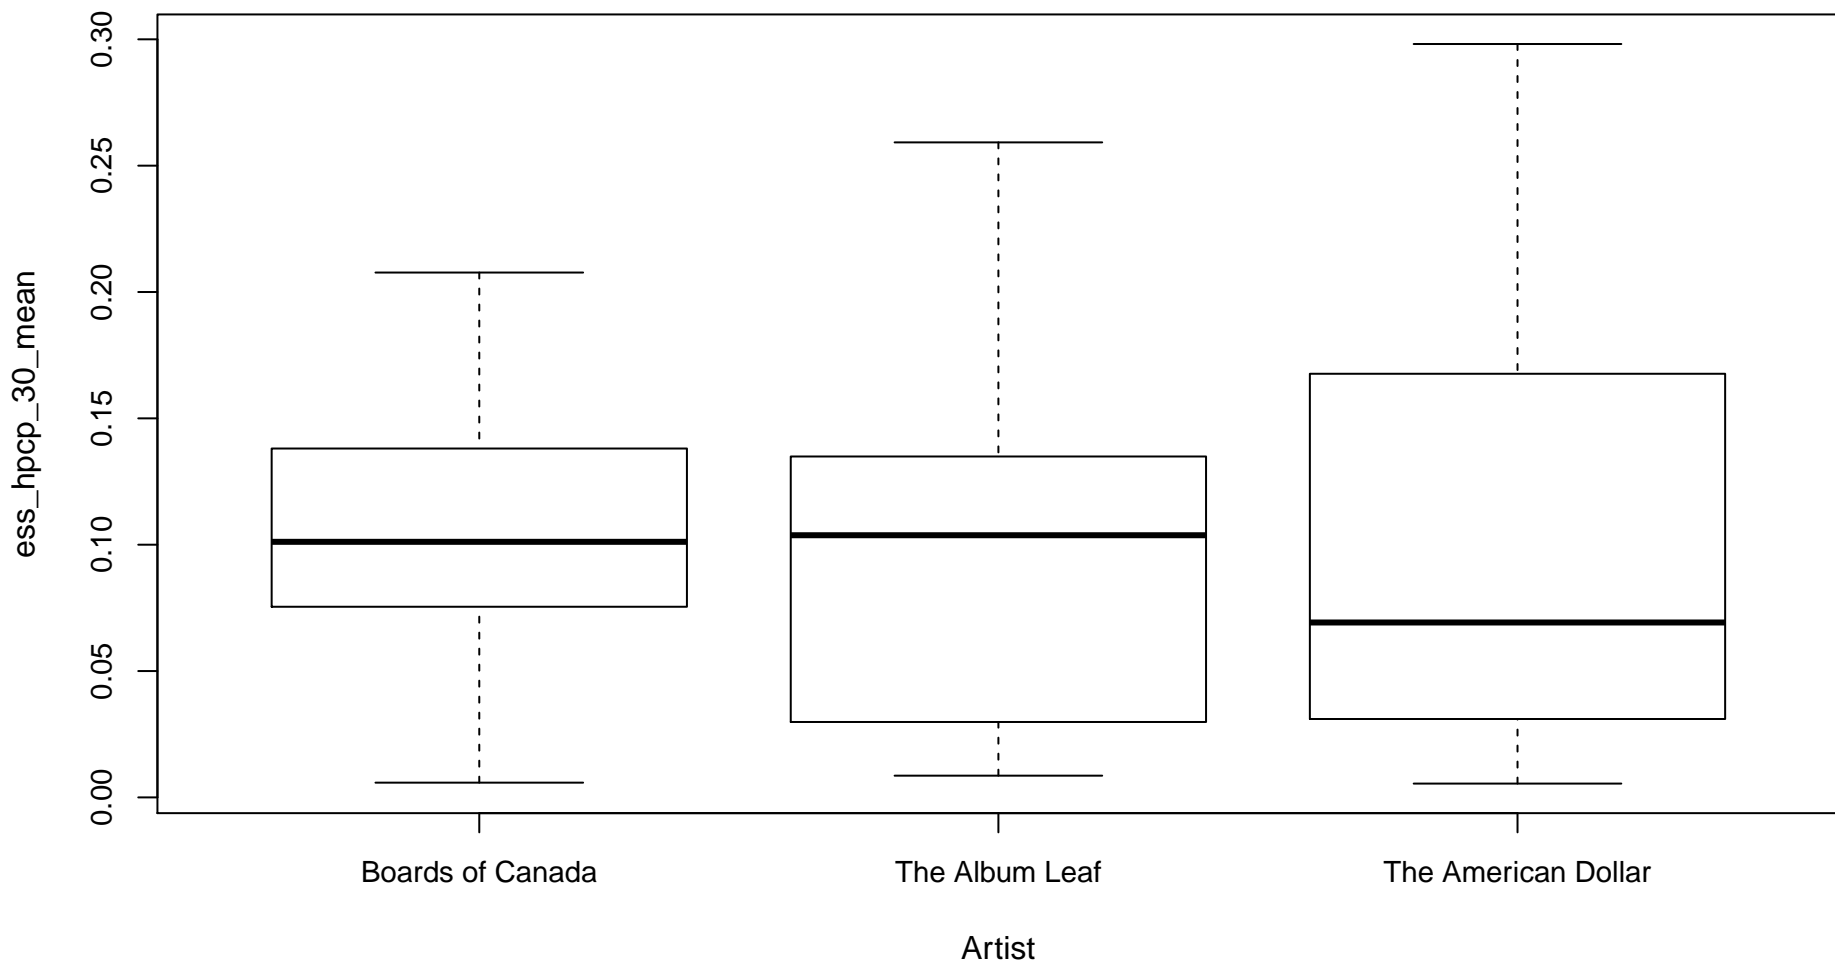 ess_hpcp_30_mean
0.30
0.25
0.20
0.15
0.10
0.05
0.00
Boards of Canada
The Album Leaf
The American Dollar
Artist